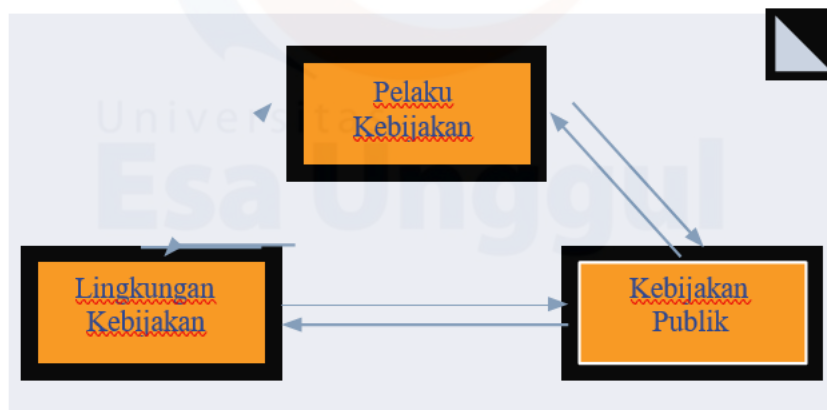 Universitas
Esa Unggul
Pelaku
Kebijakan
Lingkungan
Kebijakan
Kebijakan
Publik